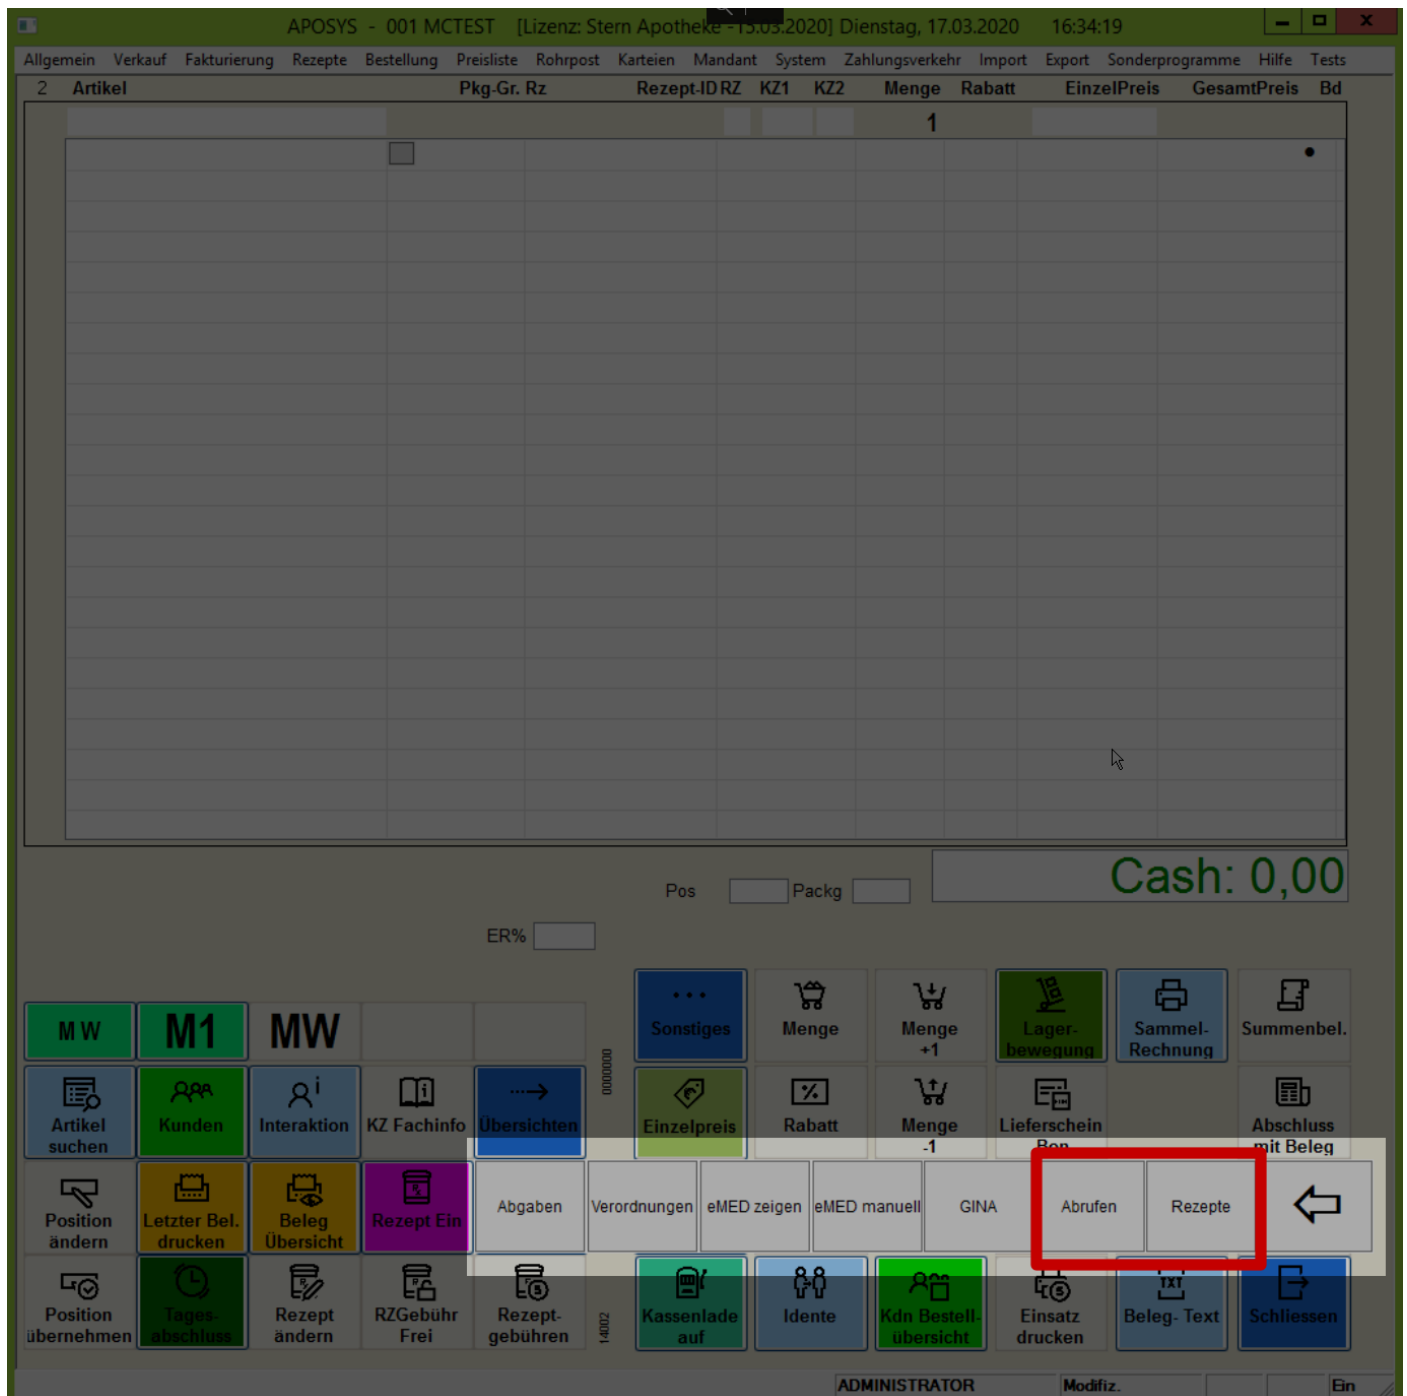 APOSYS - 001 MCTEST [Lizenz: Stern Apotheke -15.03.2020] Dienstag, 17.03.2020 16:34:19
Allgemein Verkauf Fakturierung Rezepte Bestellung Preisliste Rohrpost Karteien Mandant System Zahlungsverkehr Import Export Sonderprogramme Hilfe Tests
2 Artikel Pkg-Gr. Rz Rezept-ID RZ KZ1 KZ2 Menge Rabatt EinzelPreis GesamtPreis Bd
1
Cash: 0,00
Pos Packg
ER%
M W M1 MW
Sonstiges Menge Menge +1 Lager-bewegung Sammel-Rechnung Summenbel.
0000000
Artikel suchen Kunden Interaktion KZ Fachinfo Übersichten
Einzelpreis Rabatt Menge -1 Lieferschein Bon Abschluss mit Beleg
Position ändern Letzter Bel. drucken Beleg Übersicht Rezept Ein
Abgaben Verordnungen eMED zeigen eMED manuell GINA Abrufen Rezepte
Position übernehmen Tages-abschluss Rezept ändern RZGebühr Frei Rezept-gebühren
14002
Kassenlade auf Idente Kdn Bestell-übersicht Einsatz drucken TXT Beleg- Text Schliessen
ADMINISTRATOR Modifiz. Ein